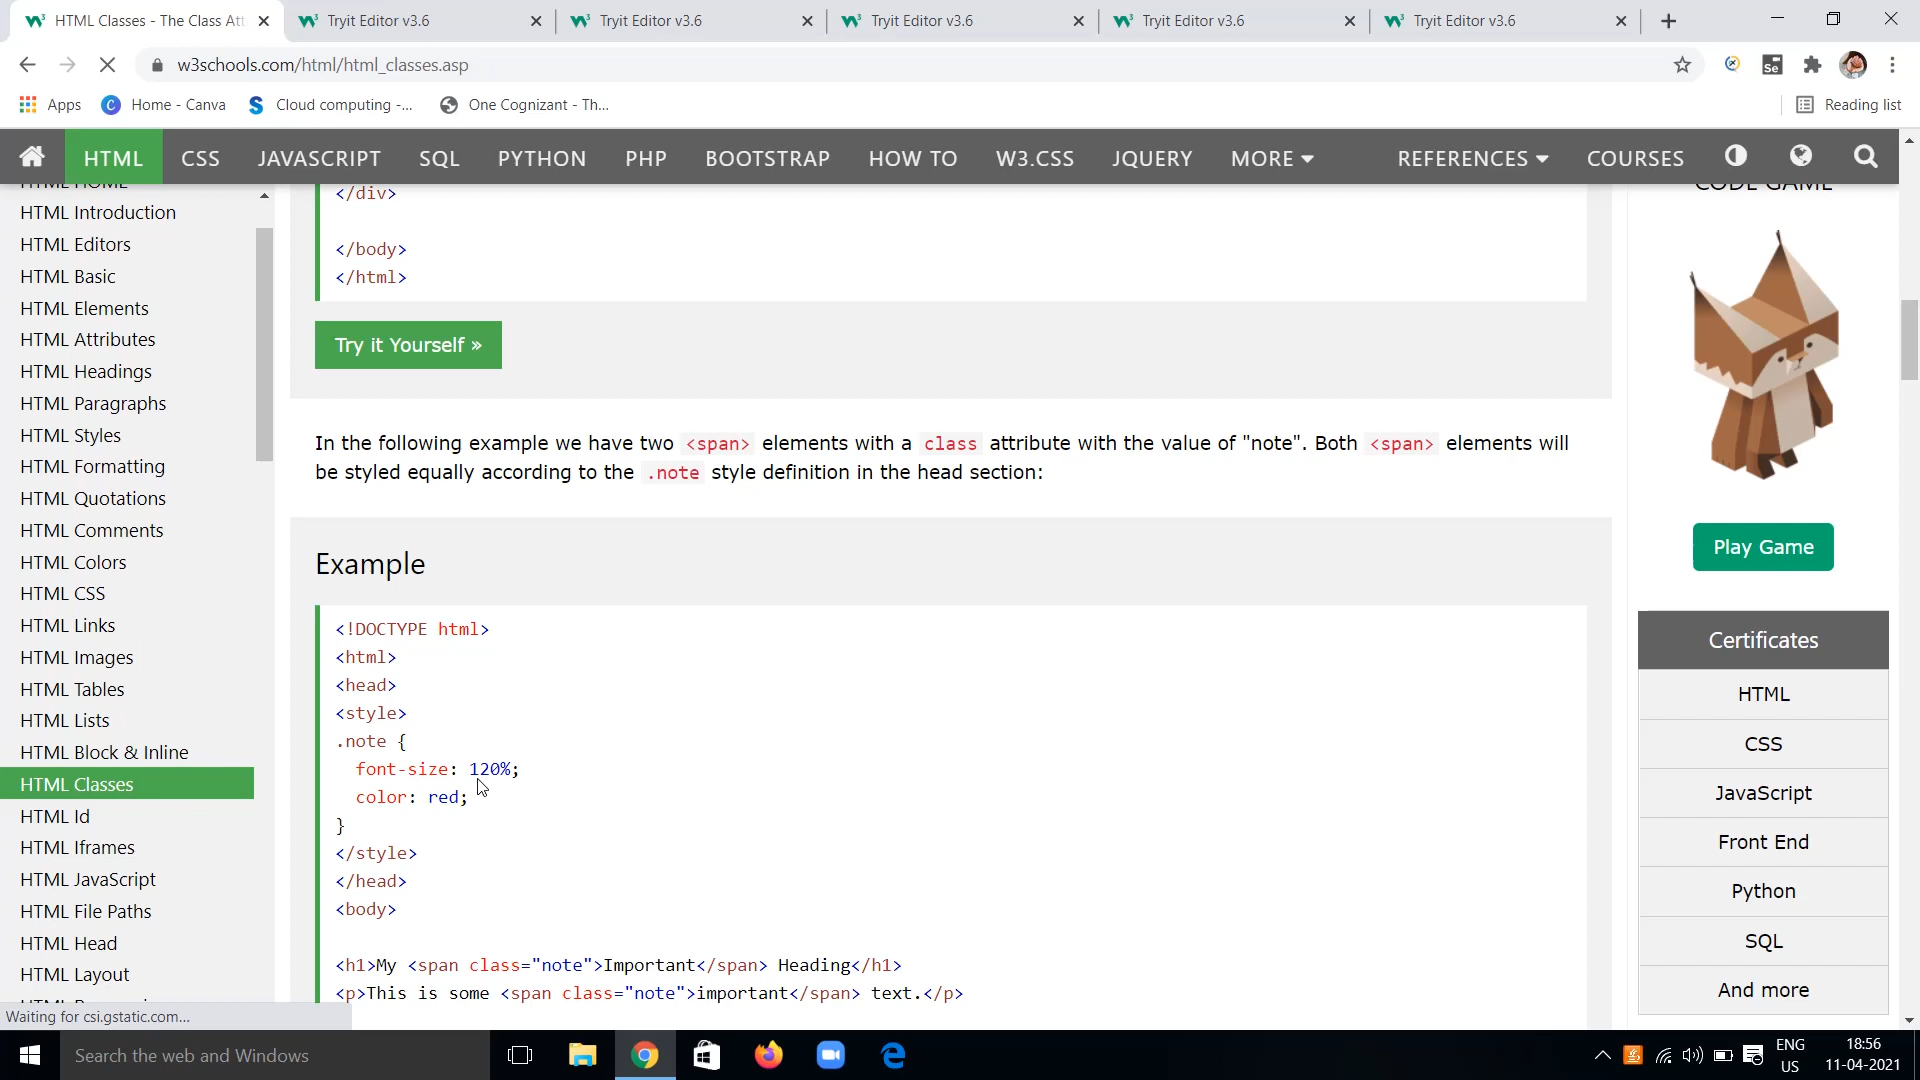 HTML Classes - The Class Att
Tryit Editor v3.6
Tryit Editor v3.6
Tryit Editor v3.6
Tryit Editor v3.6
Tryit Editor v3.6
w3schools.com/html/html_classes.asp
Apps
Home - Canva
Cloud computing -...
One Cognizant - Th...
Reading list
HTML
CSS
JAVASCRIPT
SQL
PYTHON
PHP
BOOTSTRAP
HOW TO
W3.CSS
JQUERY
MORE
REFERENCES
COURSES
HTML HOME
HTML Introduction
HTML Editors
HTML Basic
HTML Elements
HTML Attributes
HTML Headings
HTML Paragraphs
HTML Styles
HTML Formatting
HTML Quotations
HTML Comments
HTML Colors
HTML CSS
HTML Links
HTML Images
HTML Tables
HTML Lists
HTML Block & Inline
HTML Classes
HTML Id
HTML Iframes
HTML JavaScript
HTML File Paths
HTML Head
HTML Layout
Waiting for csi.gstatic.com...
</div>
</body>
</html>
Try it Yourself »
In the following example we have two <span> elements with a class attribute with the value of "note". Both <span> elements will
be styled equally according to the .note style definition in the head section:
Example
<!DOCTYPE html>
<html>
<head>
<style>
.note {
font-size: 120%;
color: red;
}
</style>
</head>
<body>
<h1>My <span class="note">Important</span> Heading</h1>
<p>This is some <span class="note">important</span> text.</p>
CODE GAME
Play Game
Certificates
HTML
CSS
JavaScript
Front End
Python
SQL
And more
Search the web and Windows
Se
ENG
US
18:56
11-04-2021